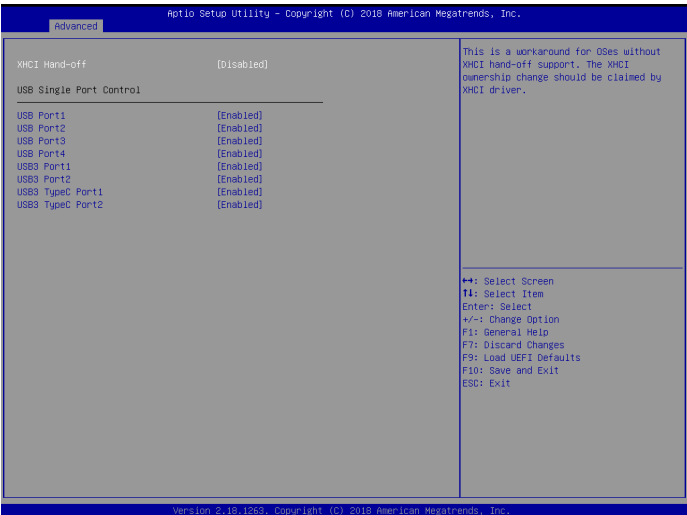 Aptio Setup Utility – Copyright (C) 2018 American Megatrends, Inc.
Advanced
XHCI Hand-off [Disabled]
USB Single Port Control
USB Port1 [Enabled]
USB Port2 [Enabled]
USB Port3 [Enabled]
USB Port4 [Enabled]
USB3 Port1 [Enabled]
USB3 Port2 [Enabled]
USB3 TypeC Port1 [Enabled]
USB3 TypeC Port2 [Enabled]
This is a workaround for OSes without
XHCI hand-off support. The XHCI
ownership change should be claimed by
XHCI driver.
↔: Select Screen
↑↓: Select Item
Enter: Select
+/-: Change Option
F1: General Help
F7: Discard Changes
F9: Load UEFI Defaults
F10: Save and Exit
ESC: Exit
Version 2.18.1263. Copyright (C) 2018 American Megatrends, Inc.